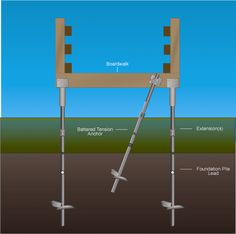 Boardwalk
Battered Tension
Anchor
Extension(s)
Foundation Pile
Lead